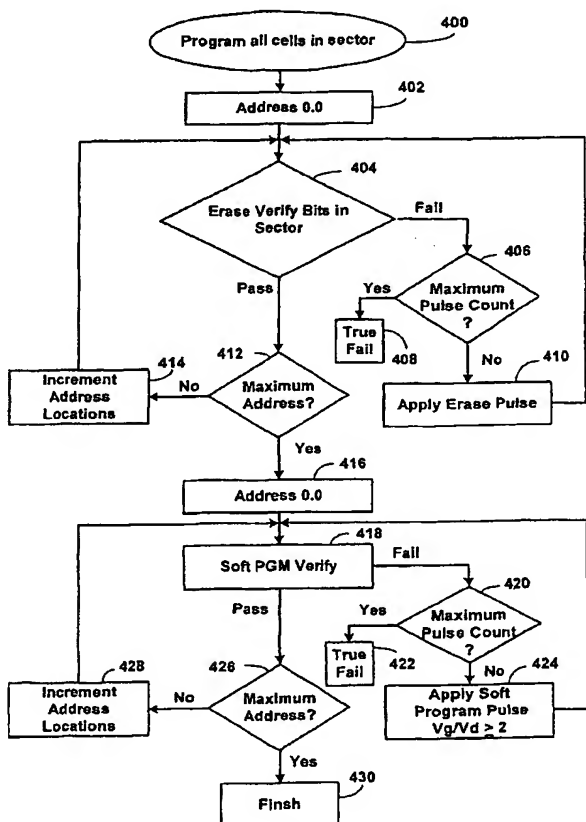 Program all cells in sector
400
Address 0.0
402
404
Erase Verify Bits in
Sector
Fail
406
Pass
Yes
Maximum
Pulse Count
?
True
Fail
408
No
410
Apply Erase Pulse
412
Maximum
Address?
No
414
Increment
Address
Locations
Yes
416
Address 0.0
418
Soft PGM Verify
Fail
420
Pass
Yes
Maximum
Pulse Count
?
True
Fail
422
No
424
Apply Soft
Program Pulse
Vg/Vd ≥ 2
426
Maximum
Address?
No
428
Increment
Address
Locations
Yes
430
Finsh